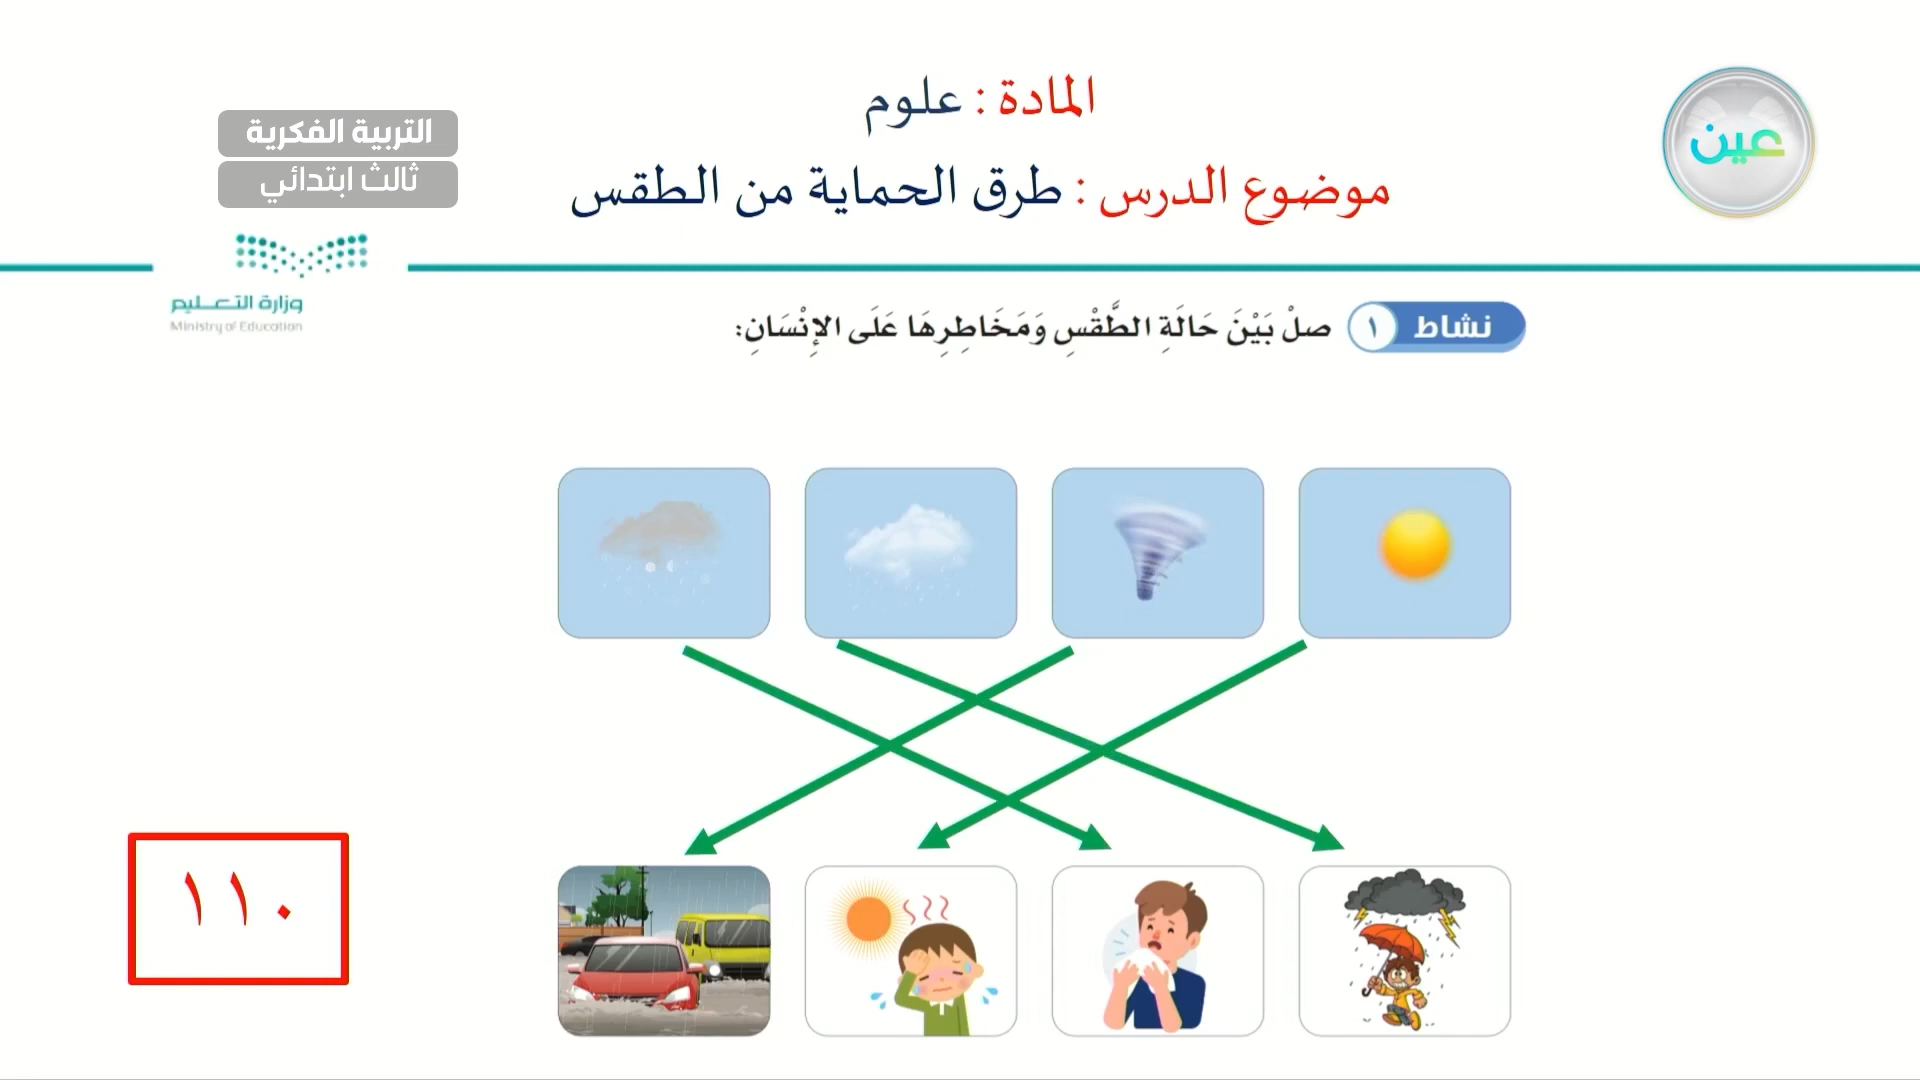 المادة : علوم
موضوع الدرس : طرق الحماية من الطقس
عين
التربية الفكرية
ثالث ابتدائي
وزارة التعليم
Ministry of Education
نشاط ١ صلْ بَيْنَ حَالَةِ الطَّقْسِ وَمَخَاطِرِهَا عَلَى الإِنْسَانِ:
١١٠